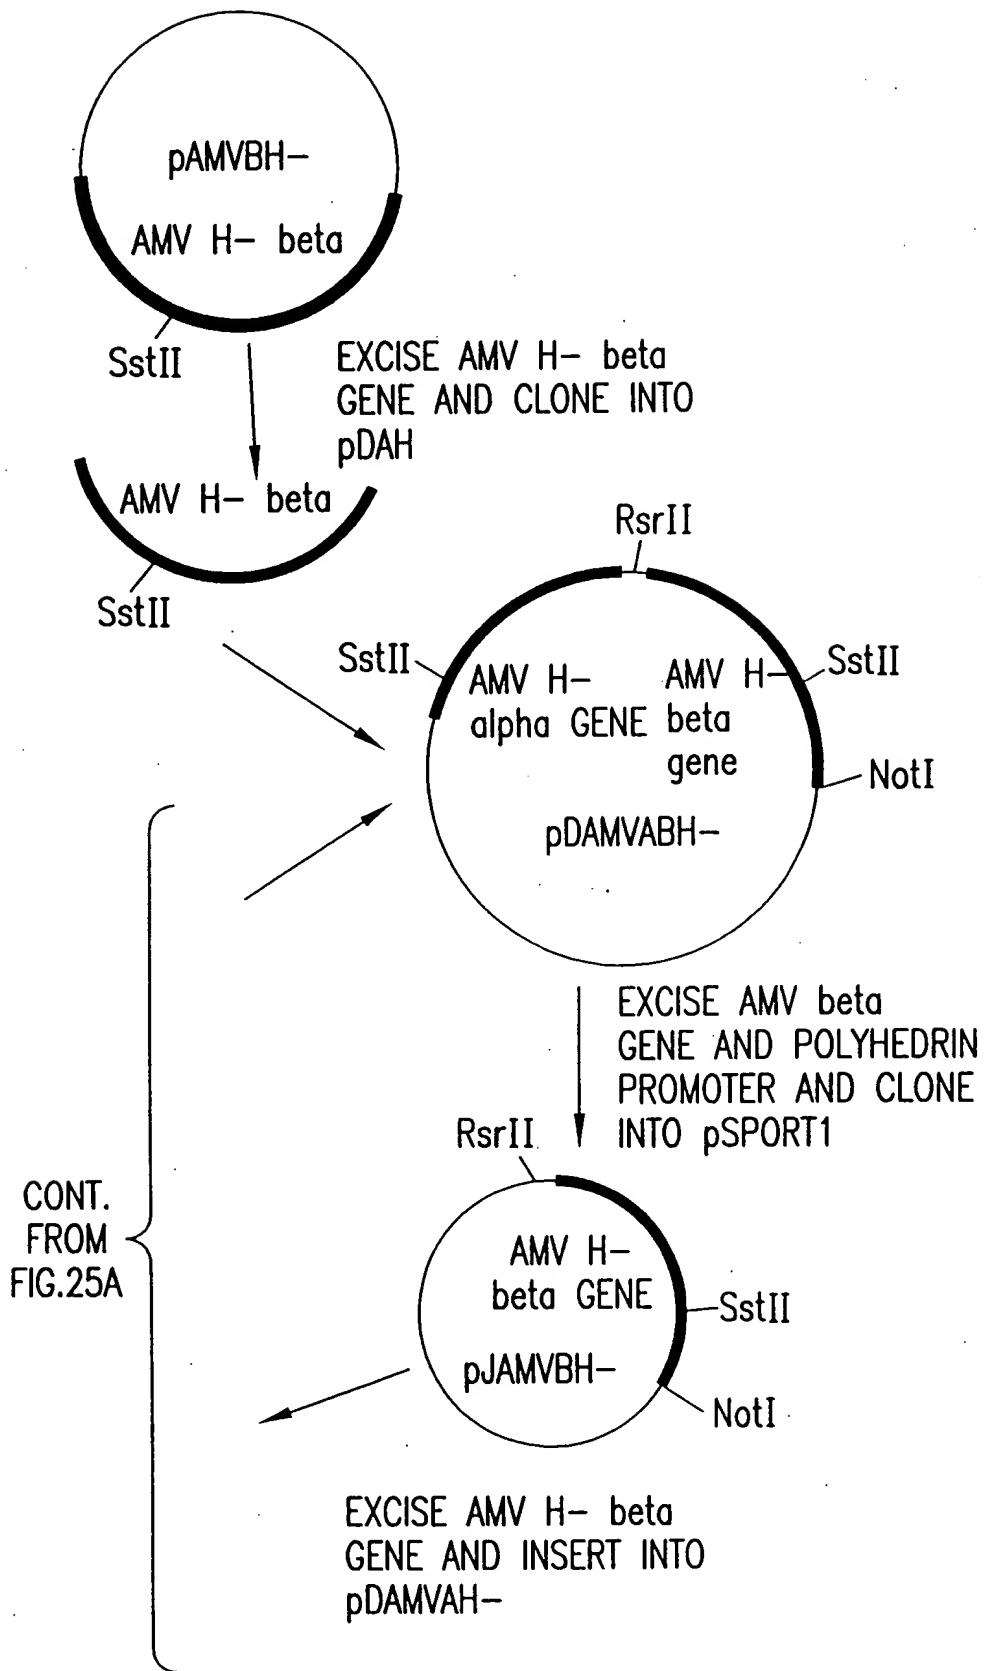 pAMVBH-
AMV H- beta
SstII
EXCISE AMV H- beta
GENE AND CLONE INTO
pDAH
AMV H- beta
SstII
RsrII
SstII
AMV H-
alpha GENE
AMV H-
beta
gene
SstII
NotI
pDAMVABH-
EXCISE AMV beta
GENE AND POLYHEDRIN
PROMOTER AND CLONE
INTO pSPORT1
RsrII
CONT.
FROM
FIG.25A
AMV H-
beta GENE
SstII
pJAMVBH-
NotI
EXCISE AMV H- beta
GENE AND INSERT INTO
pDAMVAH-